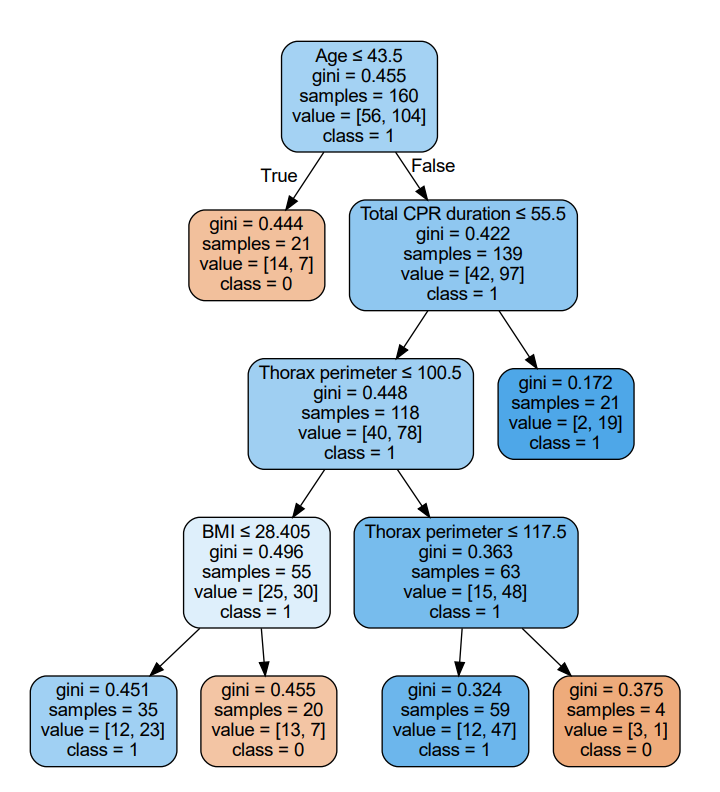 Age ≤ 43.5
gini = 0.455
samples = 160
value = [56, 104]
class = 1
True
False
gini = 0.444
samples = 21
value = [14, 7]
class = 0
Total CPR duration ≤ 55.5
gini = 0.422
samples = 139
value = [42, 97]
class = 1
Thorax perimeter ≤ 100.5
gini = 0.448
samples = 118
value = [40, 78]
class = 1
gini = 0.172
samples = 21
value = [2, 19]
class = 1
BMI ≤ 28.405
gini = 0.496
samples = 55
value = [25, 30]
class = 1
Thorax perimeter ≤ 117.5
gini = 0.363
samples = 63
value = [15, 48]
class = 1
gini = 0.451
samples = 35
value = [12, 23]
class = 1
gini = 0.455
samples = 20
value = [13, 7]
class = 0
gini = 0.324
samples = 59
value = [12, 47]
class = 1
gini = 0.375
samples = 4
value = [3, 1]
class = 0